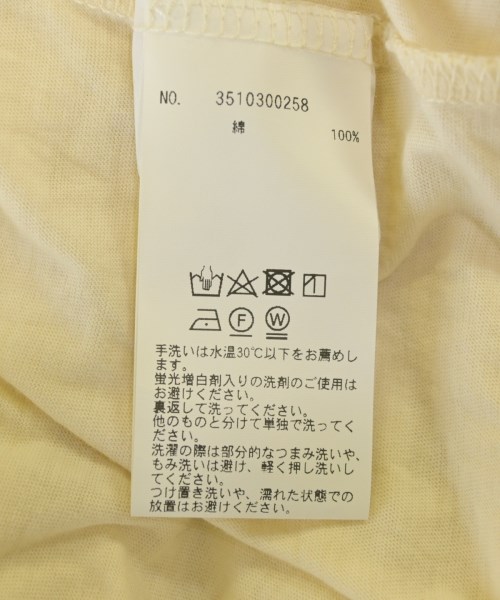 NO. 3510300258
綿 100%
F W
手洗いは水温30℃以下をお薦めし
ます。
蛍光増白剤入りの洗剤のご使用は
お避けください。
裏返して洗ってください。
他のものと分けて単独で洗ってく
ださい。
洗濯の際は部分的なつまみ洗いや、
もみ洗いは避け、軽く押し洗いし
てください。
つけ置き洗いや、濡れた状態での
放置はお避けください。